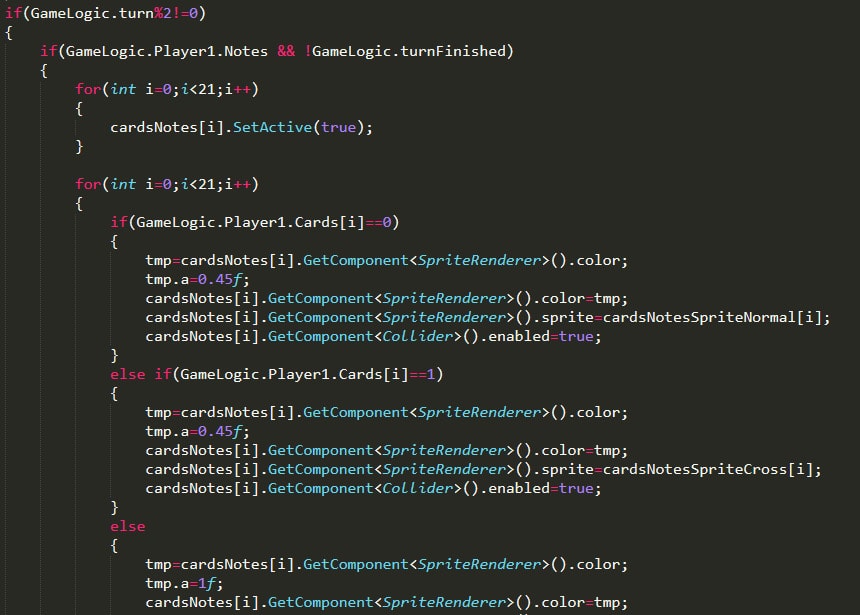 if(GameLogic.turn%2!=0)
{
if(GameLogic.Player1.Notes && !GameLogic.turnFinished)
{
for(int i=0;i<21;i++)
{
cardsNotes[i].SetActive(true);
}
for(int i=0;i<21;i++)
{
if(GameLogic.Player1.Cards[i]==0)
{
tmp=cardsNotes[i].GetComponent<SpriteRenderer>().color;
tmp.a=0.45f;
cardsNotes[i].GetComponent<SpriteRenderer>().color=tmp;
cardsNotes[i].GetComponent<SpriteRenderer>().sprite=cardsNotesSpriteNormal[i];
cardsNotes[i].GetComponent<Collider>().enabled=true;
}
else if(GameLogic.Player1.Cards[i]==1)
{
tmp=cardsNotes[i].GetComponent<SpriteRenderer>().color;
tmp.a=0.45f;
cardsNotes[i].GetComponent<SpriteRenderer>().color=tmp;
cardsNotes[i].GetComponent<SpriteRenderer>().sprite=cardsNotesSpriteCross[i];
cardsNotes[i].GetComponent<Collider>().enabled=true;
}
else
{
tmp=cardsNotes[i].GetComponent<SpriteRenderer>().color;
tmp.a=1f;
cardsNotes[i].GetComponent<SpriteRenderer>().color=tmp;